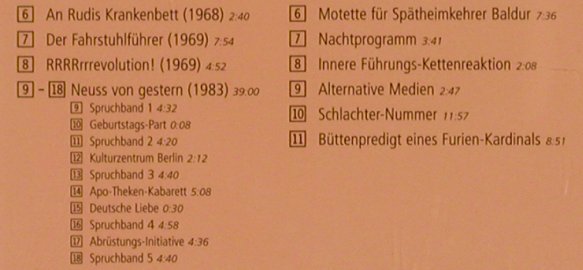 6 An Rudis Krankenbett (1968) 2:40
7 Der Fahrstuhlführer (1969) 7:54
8 RRRRrrrevolution! (1969) 4:52
9 – 18 Neuss von gestern (1983) 39:00
9 Spruchband 1 4:32
10 Geburtstags-Part 0:08
11 Spruchband 2 4:20
12 Kulturzentrum Berlin 2:12
13 Spruchband 3 4:40
14 Apo-Theken-Kabarett 5:08
15 Deutsche Liebe 0:30
16 Spruchband 4 4:58
17 Abrüstungs-Initiative 4:36
18 Spruchband 5 4:40
6 Motette für Spätheimkehrer Baldur 7:36
7 Nachtprogramm 3:41
8 Innere Führungs-Kettenreaktion 2:08
9 Alternative Medien 2:47
10 Schlachter-Nummer 11:57
11 Büttenpredigt eines Furien-Kardinals 8:51